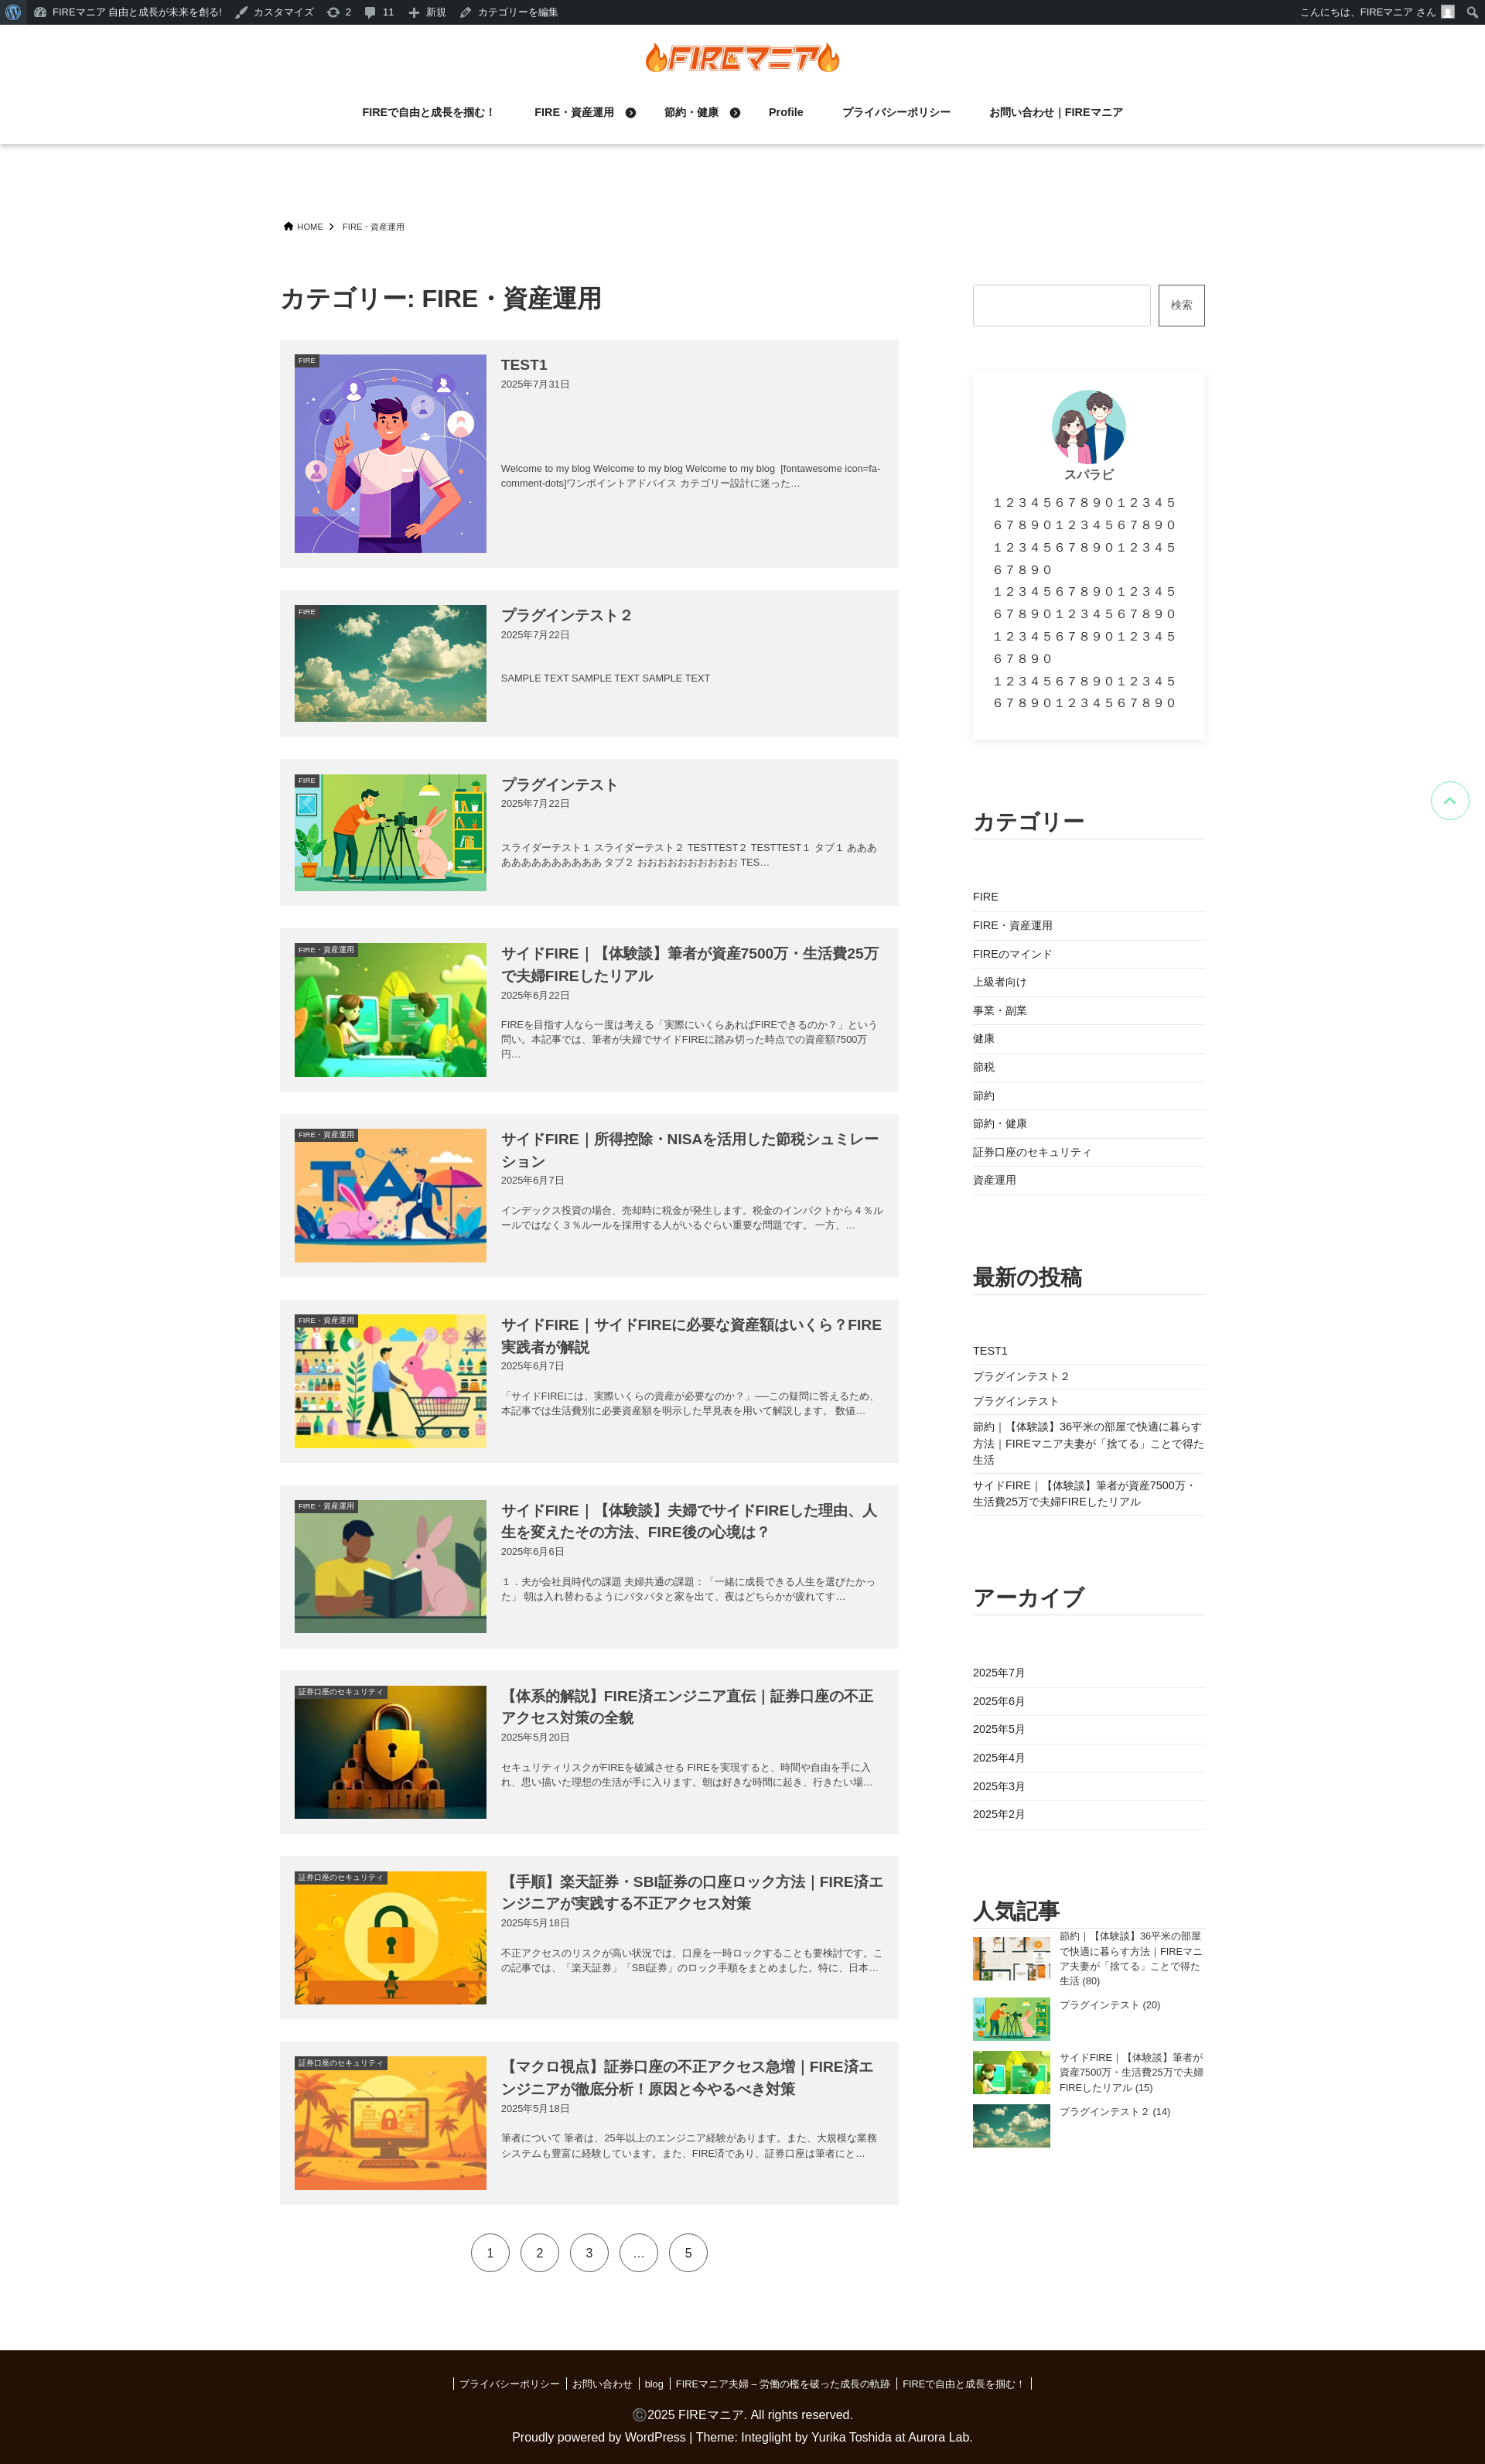 FIREマニア 自由と成長が未来を創る!
カスタマイズ
2
11
新規
カテゴリーを編集
こんにちは、FIREマニア さん
FIREマニア
FIREで自由と成長を掴む！
FIRE・資産運用
節約・健康
Profile
プライバシーポリシー
お問い合わせ｜FIREマニア
HOME
FIRE・資産運用
カテゴリー: FIRE・資産運用
FIRE
TEST1
2025年7月31日
Welcome to my blog Welcome to my blog Welcome to my blog  [fontawesome icon=fa-
comment-dots]ワンポイントアドバイス カテゴリー設計に迷った…
FIRE
プラグインテスト２
2025年7月22日
SAMPLE TEXT SAMPLE TEXT SAMPLE TEXT
FIRE
プラグインテスト
2025年7月22日
スライダーテスト１ スライダーテスト２ TESTTEST２ TESTTEST１ タブ１ あああ
ああああああああああ タブ２ おおおおおおおおおお TES…
FIRE・資産運用
サイドFIRE｜【体験談】筆者が資産7500万・生活費25万
で夫婦FIREしたリアル
2025年6月22日
FIREを目指す人なら一度は考える「実際にいくらあればFIREできるのか？」という
問い。本記事では、筆者が夫婦でサイドFIREに踏み切った時点での資産額7500万
円…
FIRE・資産運用
サイドFIRE｜所得控除・NISAを活用した節税シュミレー
ション
2025年6月7日
インデックス投資の場合、売却時に税金が発生します。税金のインパクトから４％ル
ールではなく３％ルールを採用する人がいるぐらい重要な問題です。 一方、…
FIRE・資産運用
サイドFIRE｜サイドFIREに必要な資産額はいくら？FIRE
実践者が解説
2025年6月7日
「サイドFIREには、実際いくらの資産が必要なのか？」──この疑問に答えるため、
本記事では生活費別に必要資産額を明示した早見表を用いて解説します。 数値…
FIRE・資産運用
サイドFIRE｜【体験談】夫婦でサイドFIREした理由、人
生を変えたその方法、FIRE後の心境は？
2025年6月6日
１．夫が会社員時代の課題 夫婦共通の課題：「一緒に成長できる人生を選びたかっ
た」 朝は入れ替わるようにバタバタと家を出て、夜はどちらかが疲れてす…
証券口座のセキュリティ
【体系的解説】FIRE済エンジニア直伝｜証券口座の不正
アクセス対策の全貌
2025年5月20日
セキュリティリスクがFIREを破滅させる FIREを実現すると、時間や自由を手に入
れ、思い描いた理想の生活が手に入ります。朝は好きな時間に起き、行きたい場…
証券口座のセキュリティ
【手順】楽天証券・SBI証券の口座ロック方法｜FIRE済エ
ンジニアが実践する不正アクセス対策
2025年5月18日
不正アクセスのリスクが高い状況では、口座を一時ロックすることも要検討です。こ
の記事では、「楽天証券」「SBI証券」のロック手順をまとめました。特に、日本…
証券口座のセキュリティ
【マクロ視点】証券口座の不正アクセス急増｜FIRE済エ
ンジニアが徹底分析！原因と今やるべき対策
2025年5月18日
筆者について 筆者は、25年以上のエンジニア経験があります。また、大規模な業務
システムも豊富に経験しています。また、FIRE済であり、証券口座は筆者にと…
1
2
3
…
5
検索
スパラビ
１２３４５６７８９０１２３４５
６７８９０１２３４５６７８９０
１２３４５６７８９０１２３４５
６７８９０
１２３４５６７８９０１２３４５
６７８９０１２３４５６７８９０
１２３４５６７８９０１２３４５
６７８９０
１２３４５６７８９０１２３４５
６７８９０１２３４５６７８９０
カテゴリー
FIRE
FIRE・資産運用
FIREのマインド
上級者向け
事業・副業
健康
節税
節約
節約・健康
証券口座のセキュリティ
資産運用
最新の投稿
TEST1
プラグインテスト２
プラグインテスト
節約｜【体験談】36平米の部屋で快適に暮らす
方法｜FIREマニア夫妻が「捨てる」ことで得た
生活
サイドFIRE｜【体験談】筆者が資産7500万・
生活費25万で夫婦FIREしたリアル
アーカイブ
2025年7月
2025年6月
2025年5月
2025年4月
2025年3月
2025年2月
人気記事
節約｜【体験談】36平米の部屋
で快適に暮らす方法｜FIREマニ
ア夫妻が「捨てる」ことで得た
生活 (80)
プラグインテスト (20)
サイドFIRE｜【体験談】筆者が
資産7500万・生活費25万で夫婦
FIREしたリアル (15)
プラグインテスト２ (14)
プライバシーポリシー
お問い合わせ
blog
FIREマニア夫婦 – 労働の檻を破った成長の軌跡
FIREで自由と成長を掴む！
©2025 FIREマニア. All rights reserved.
Proudly powered by WordPress | Theme: Integlight by Yurika Toshida at Aurora Lab.